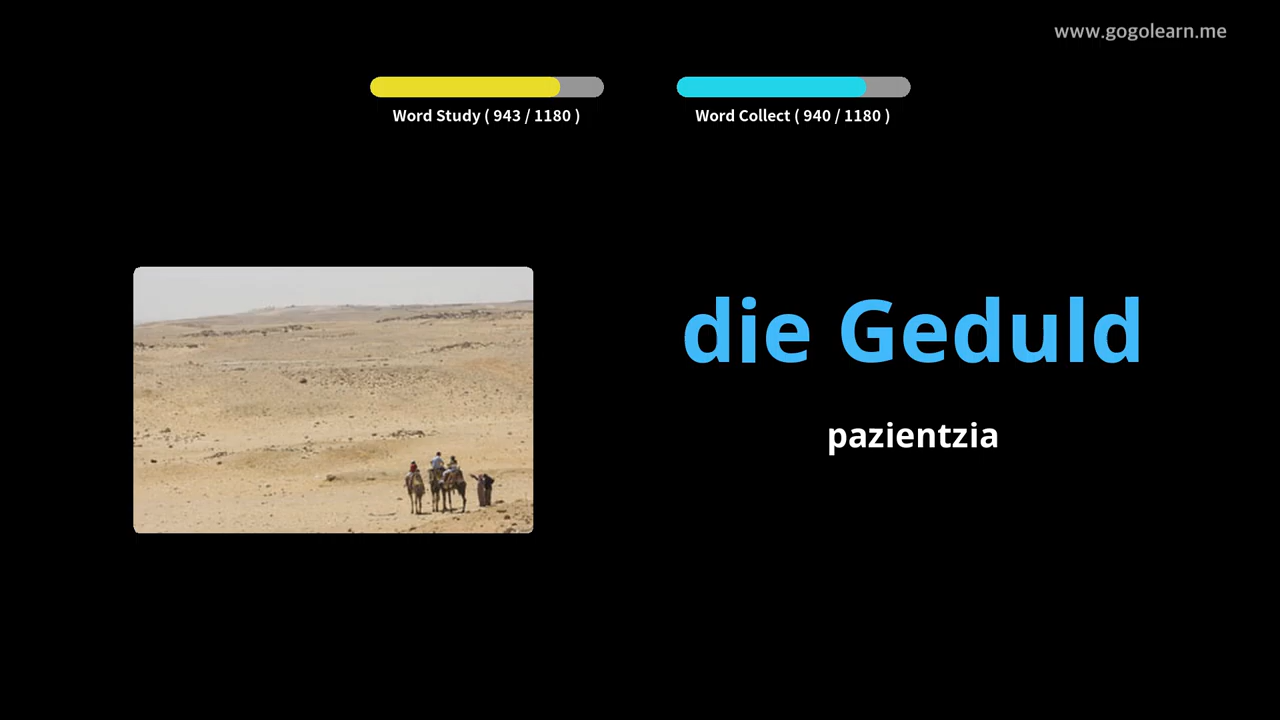 www.gogolearn.me
Word Study ( 943 / 1180 )
Word Collect ( 940 / 1180 )
die Geduld
pazientzia